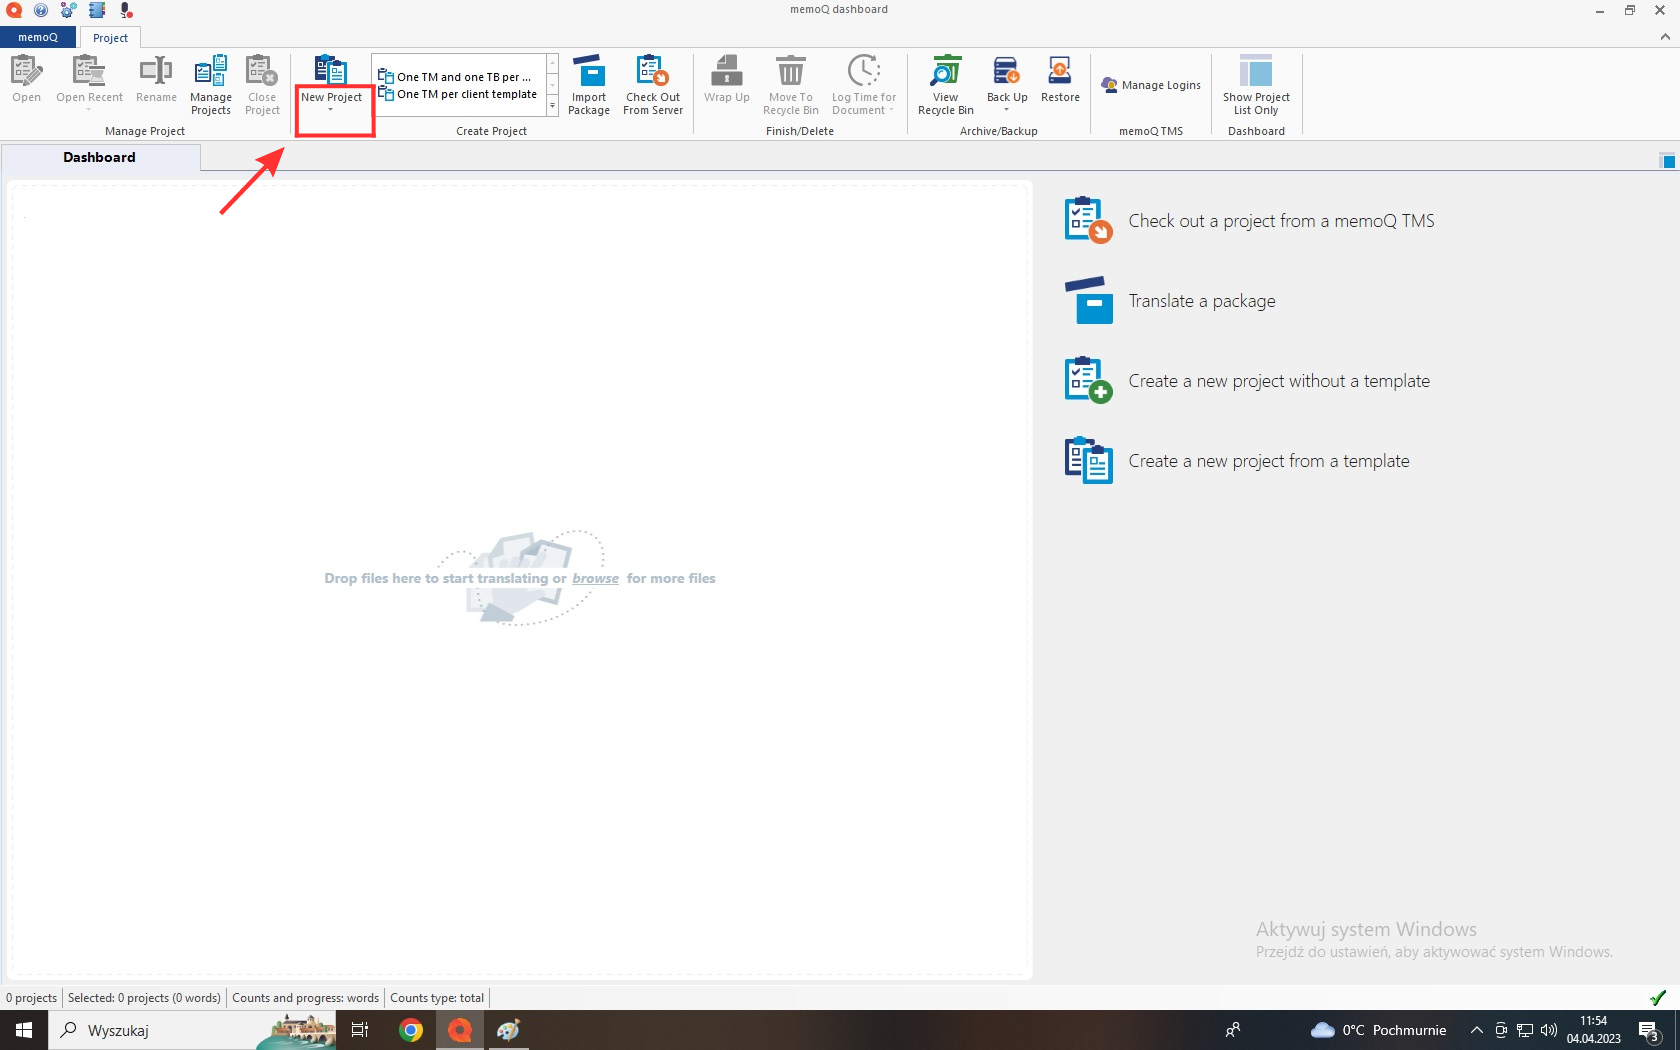 memoQ dashboard
memoQ
Project
Open
Open Recent
Rename
Manage
Projects
Close
Project
Manage Project
New Project
One TM and one TB per ...
One TM per client template
Import
Package
Check Out
From Server
Create Project
Wrap Up
Move To
Recycle Bin
Log Time for
Document
Finish/Delete
View
Recycle Bin
Back Up
Restore
Archive/Backup
Manage Logins
memoQ TMS
Show Project
List Only
Dashboard
Dashboard
Check out a project from a memoQ TMS
Translate a package
Create a new project without a template
Create a new project from a template
Drop files here to start translating or browse for more files
Aktywuj system Windows
Przejdź do ustawień, aby aktywować system Windows.
0 projects
Selected: 0 projects (0 words)
Counts and progress: words
Counts type: total
Wyszukaj
0°C Pochmurnie
11:54
04.04.2023
3